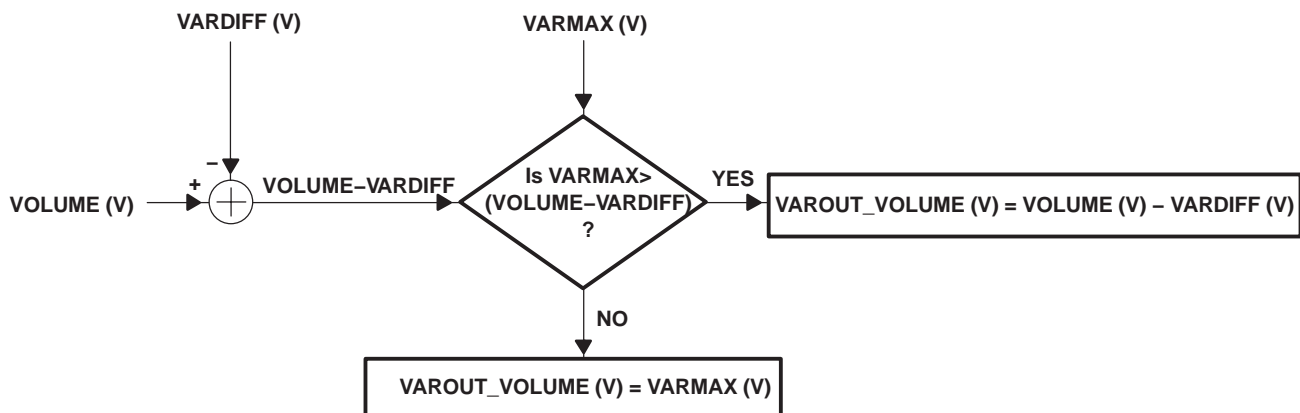 VARDIFF (V)
VARMAX (V)
−
+
VOLUME (V)
VOLUME−VARDIFF
Is VARMAX>
(VOLUME−VARDIFF)
?
YES
VAROUT_VOLUME (V) = VOLUME (V) − VARDIFF (V)
NO
VAROUT_VOLUME (V) = VARMAX (V)